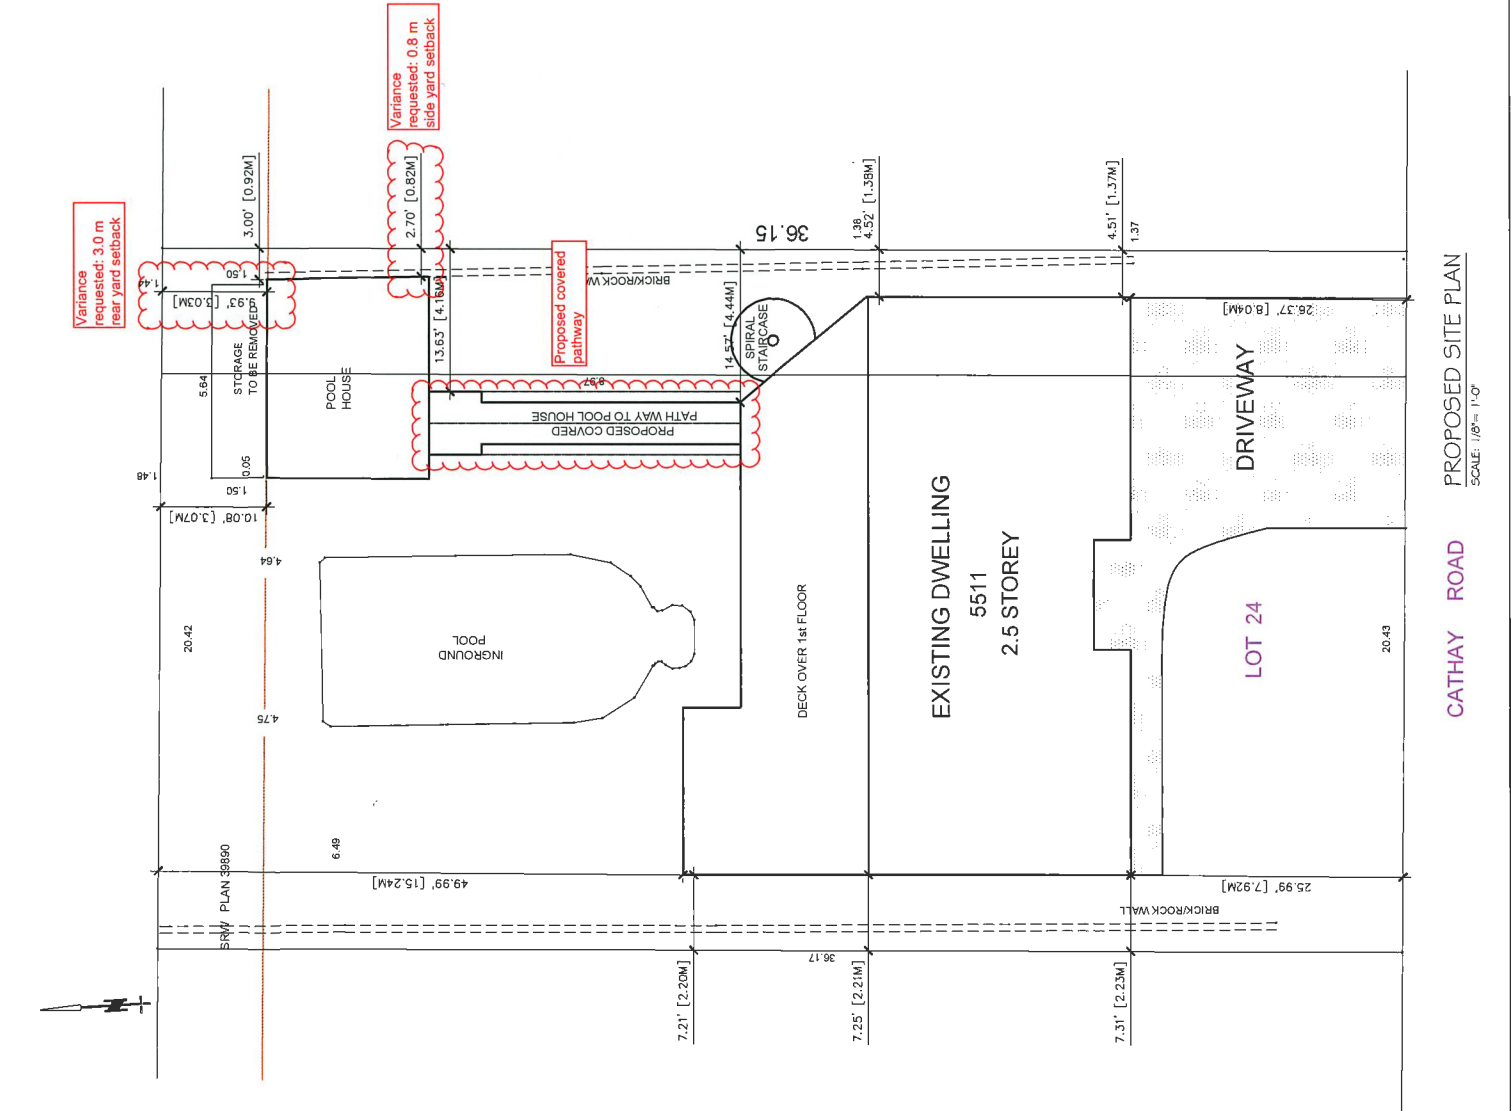 Variance
requested: 3.0 m
rear yard setback
Variance
requested: 0.8 m
side yard setback
3.00' [0.92M]
2.70' [0.82M]
1.44
1.50
9.93' [3.03M]
STORAGE
TO BE REMOVED
5.64
POOL
HOUSE
0.05
1.50
1.48
10.08' [3.07M]
13.63' [4.16M]
Proposed covered
pathway
BRICK/ROCK W
8.97
PROPOSED COVRED
PATH WAY TO POOL HOUSE
14.57' [4.44M]
SPIRAL
STAIRCASE
36.15
1.38
4.52' [1.38M]
4.51' [1.37M]
1.37
26.37' [8.04M]
DRIVEWAY
4.64
20.42
4.75
INGROUND
POOL
DECK OVER 1st FLOOR
EXISTING DWELLING
5511
2.5 STOREY
LOT 24
20.43
6.49
49.99' [15.24M]
SRW PLAN 39890
25.99' [7.92M]
BRICK/ROCK WALL
36.17
7.21' [2.20M]
7.25' [2.21M]
7.31' [2.23M]
N
CATHAY ROAD
PROPOSED SITE PLAN
SCALE: 1/8"= 1'-0"